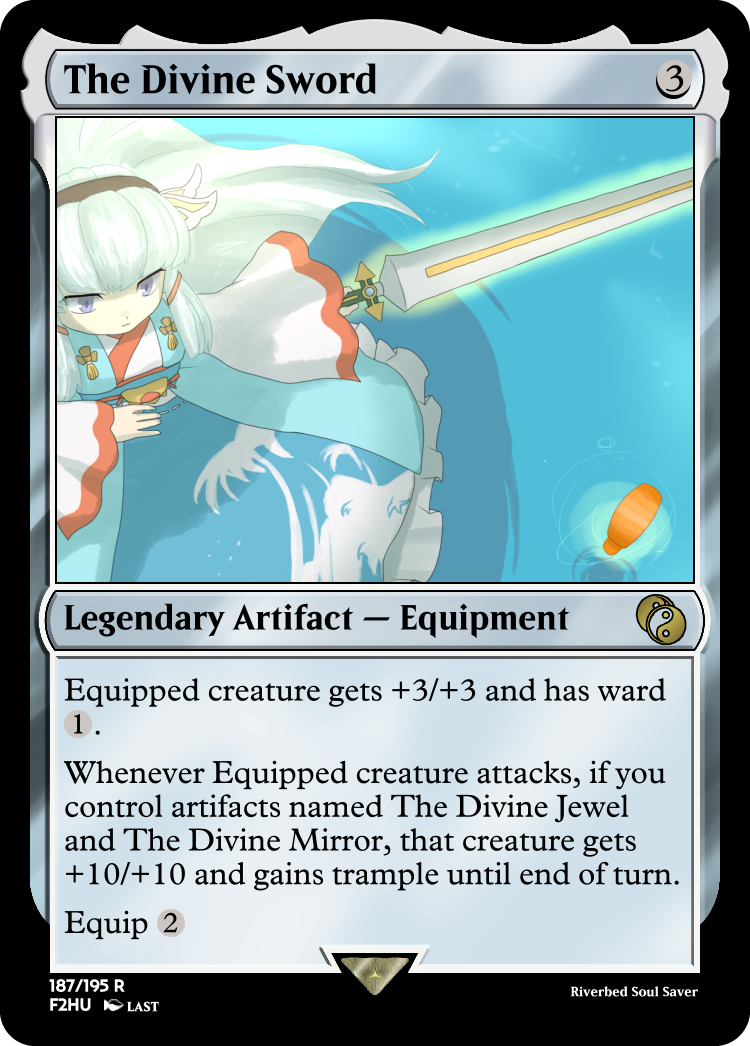 The Divine Sword 3
Legendary Artifact — Equipment
Equipped creature gets +3/+3 and has ward
1.
Whenever Equipped creature attacks, if you
control artifacts named The Divine Jewel
and The Divine Mirror, that creature gets
+10/+10 and gains trample until end of turn.
Equip 2
187/195 R
F2HU LAST
Riverbed Soul Saver